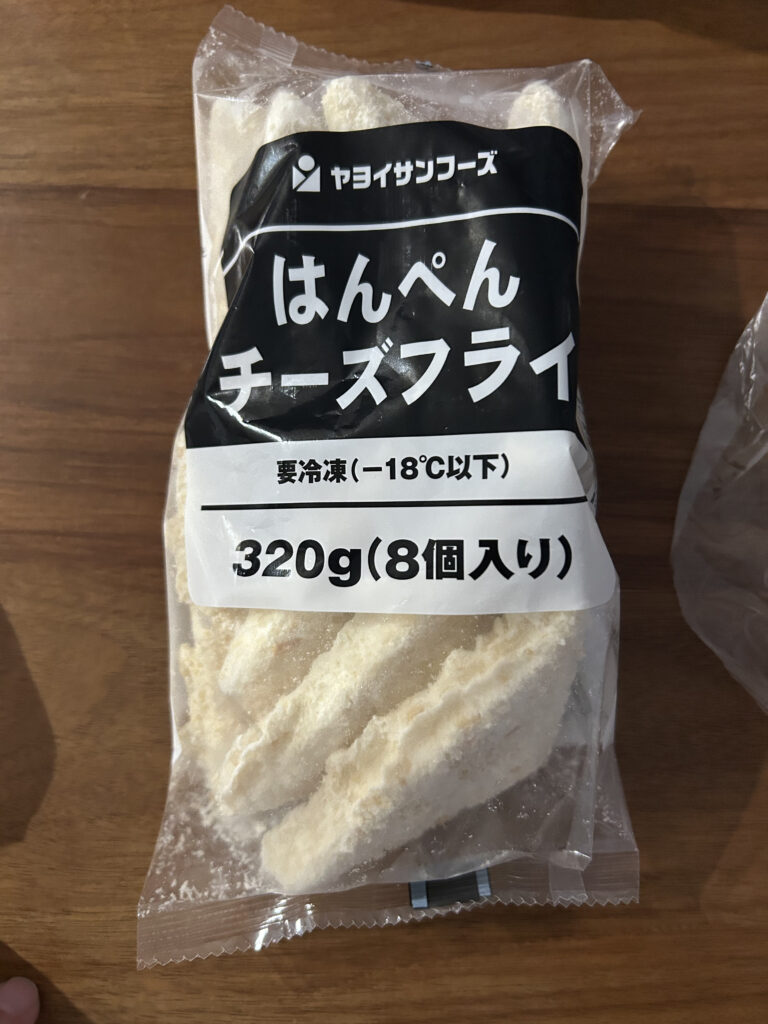 ヤヨイサンフーズ
はんぺん
チーズフライ
要冷凍(－18℃以下)
320g(8個入り)